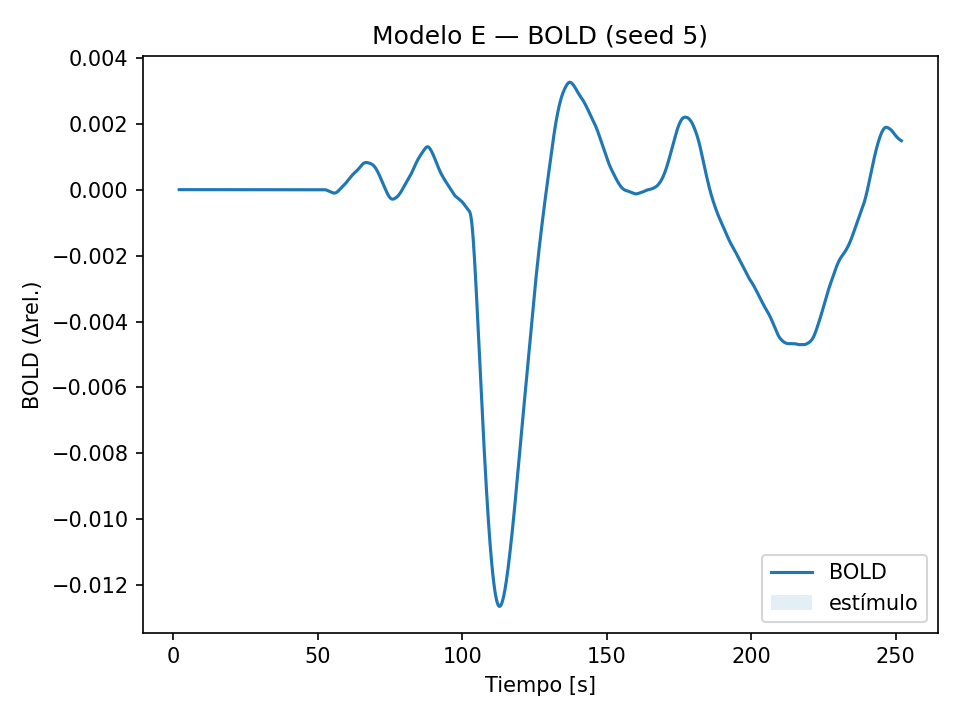 Modelo E — BOLD (seed 5)
0.004
0.002
0.000
−0.002
−0.004
−0.006
−0.008
−0.010
−0.012
BOLD (Δrel.)
BOLD
estímulo
0 50 100 150 200 250
Tiempo [s]